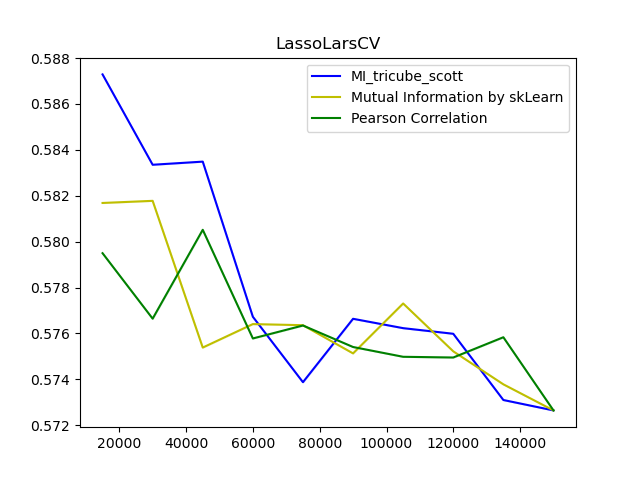 LassoLarsCV
MI_tricube_scott
Mutual Information by skLearn
Pearson Correlation
0.588
0.586
0.584
0.582
0.580
0.578
0.576
0.574
0.572
20000 40000 60000 80000 100000 120000 140000